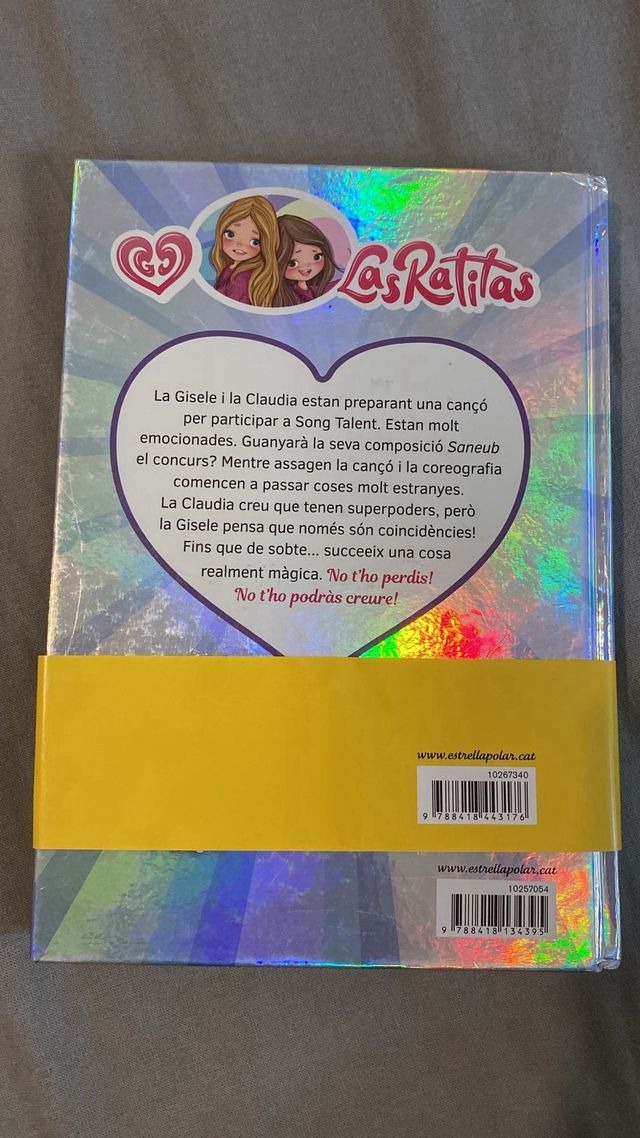 GC
LasRatitas
La Gisele i la Claudia estan preparant una cançó
per participar a Song Talent. Estan molt
emocionades. Guanyarà la seva composició Saneub
el concurs? Mentre assagen la cançó i la coreografia
comencen a passar coses molt estranyes.
La Claudia creu que tenen superpoders, però
la Gisele pensa que només són coincidències!
Fins que de sobte... succeeix una cosa
realment màgica. No t'ho perdis!
No t'ho podràs creure!
www.estrellapolar.cat
10267340
9 788418 443176
www.estrellapolar.cat
10257054
9 788418 134395